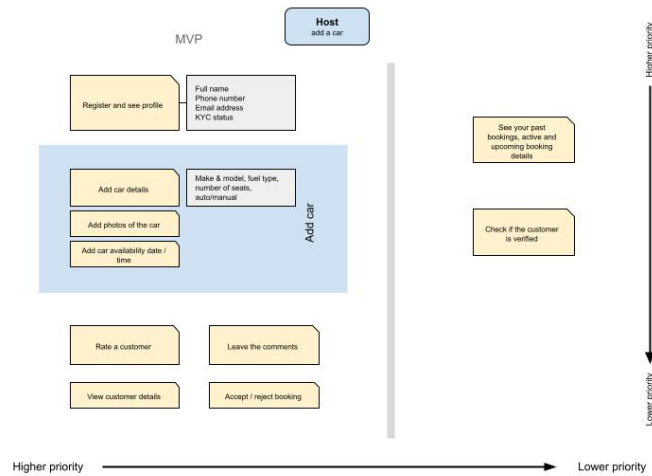 Host
add a car
MVP
Higher priority
Register and see profile
Full name
Phone number
Email address
KYC status
See your past
bookings, active and
upcoming booking
details
Add car details
Make & model, fuel type,
number of seats,
auto/manual
Add photos of the car
Add car availability date /
time
Add car
Check if the customer
is verified
Rate a customer
Leave the comments
View customer details
Accept / reject booking
Lower priority
Higher priority
Lower priority